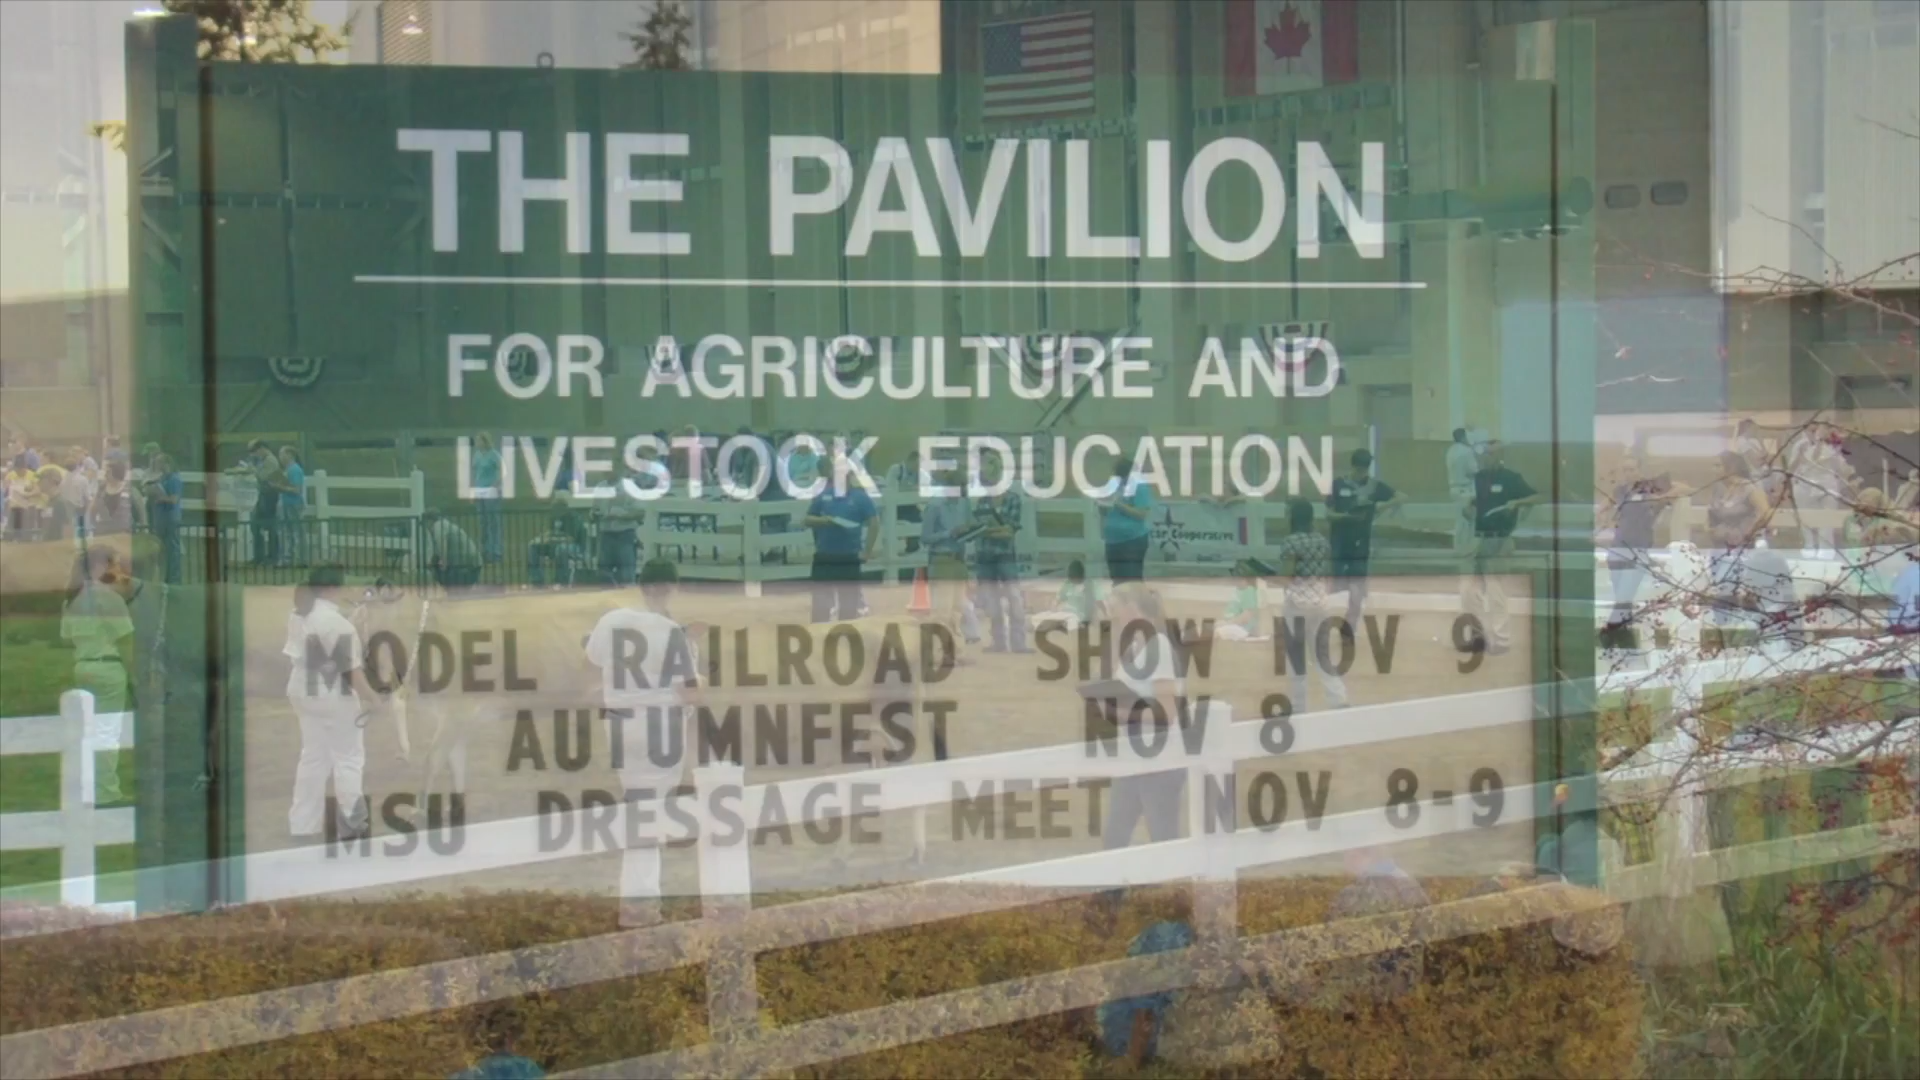 THE PAVILION
FOR AGRICULTURE AND
LIVESTOCK EDUCATION
Cooperative
MODEL RAILROAD SHOW NOV 9
AUTUMNFEST NOV 8
MSU DRESSAGE MEET NOV 8-9